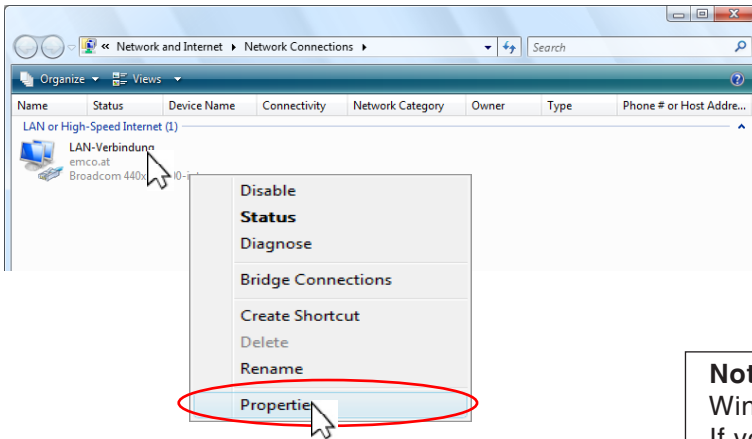 « Network and Internet Network Connections
Search
Organize Views
Name Status Device Name Connectivity Network Category Owner Type Phone # or Host Addre...
LAN or High-Speed Internet (1)
LAN-Verbindung
emco.at
Broadcom 440x
Disable
Status
Diagnose
Bridge Connections
Create Shortcut
Delete
Rename
Properties
If